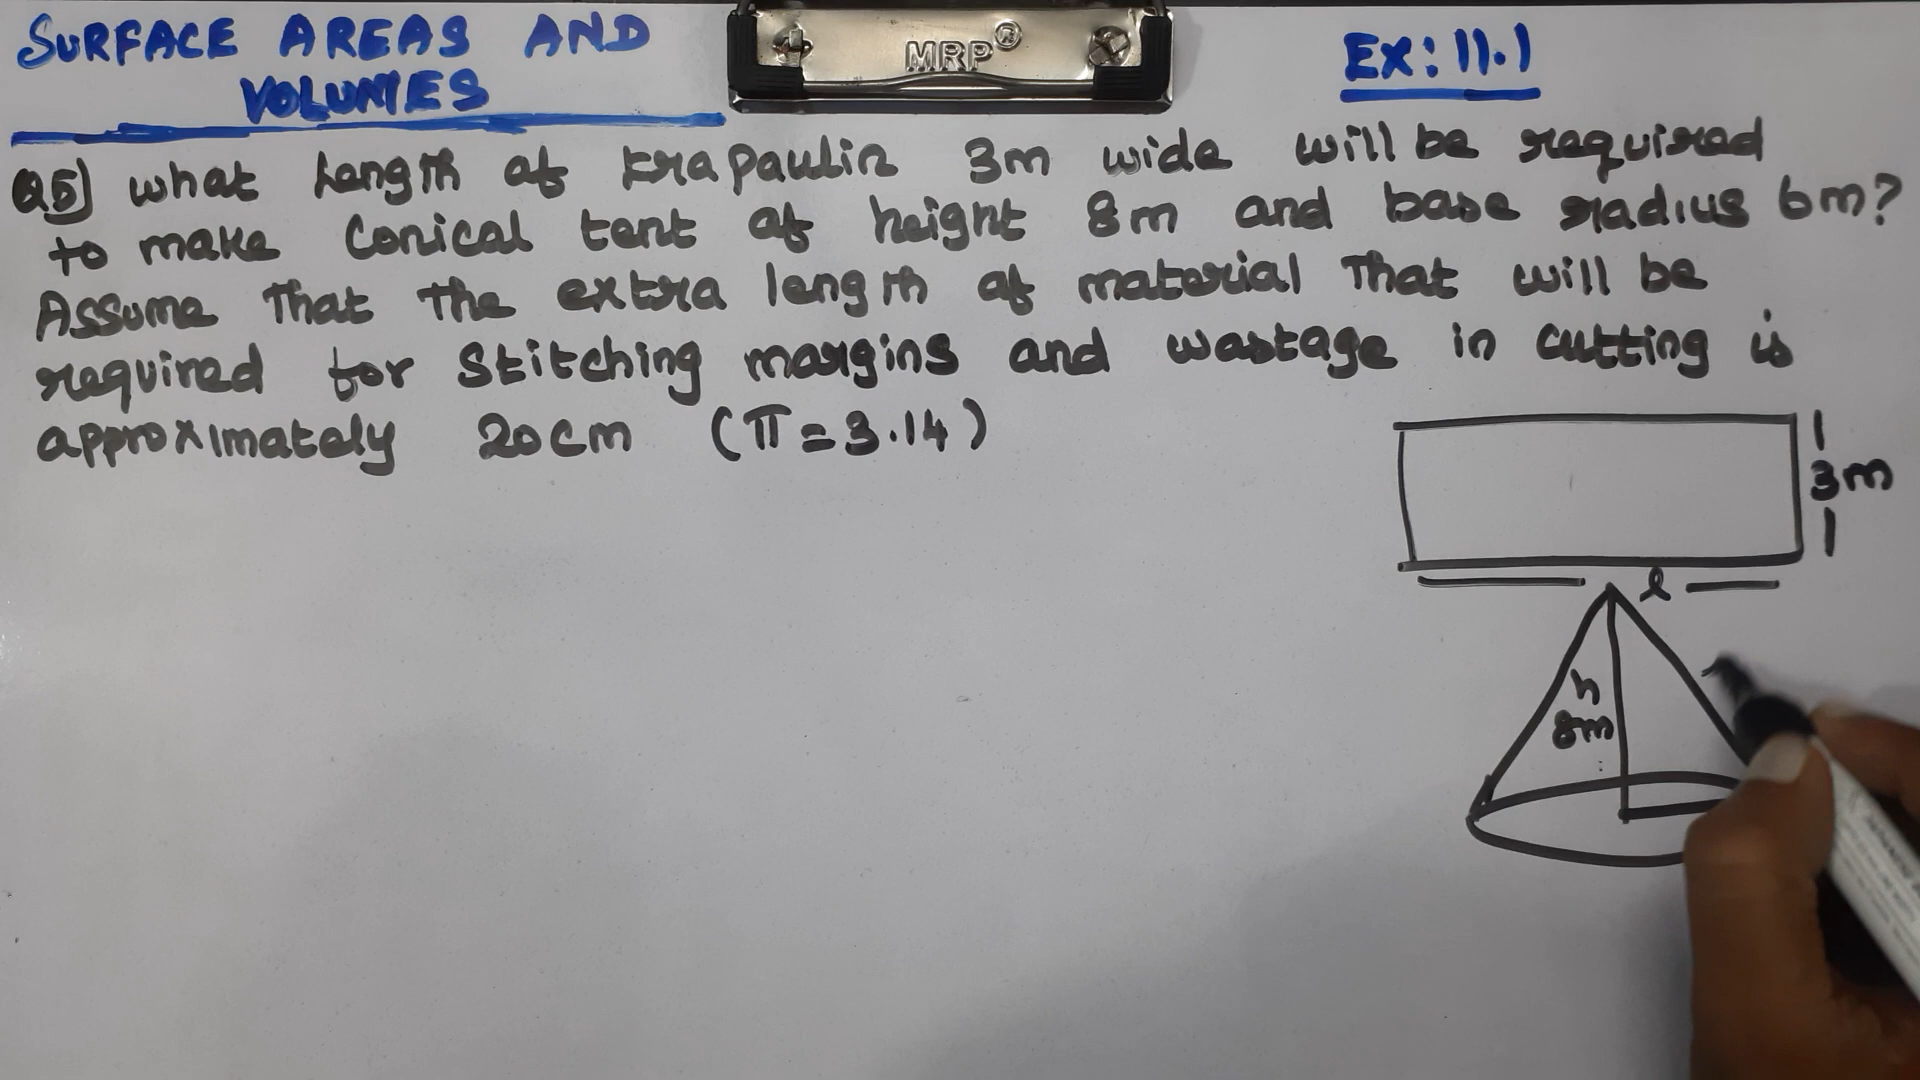 SURFACE AREAS AND
VOLUMES
MRP®
Ex: 11.1
Q5) what Length of trapaulin 3m wide will be required
to make Conical tent of height 8m and base radius 6m?
Assume That The extra length of material That will be
required for Stitching margins and wastage in cutting is
approximately 20cm (π=3.14)
3m
l
h
8m